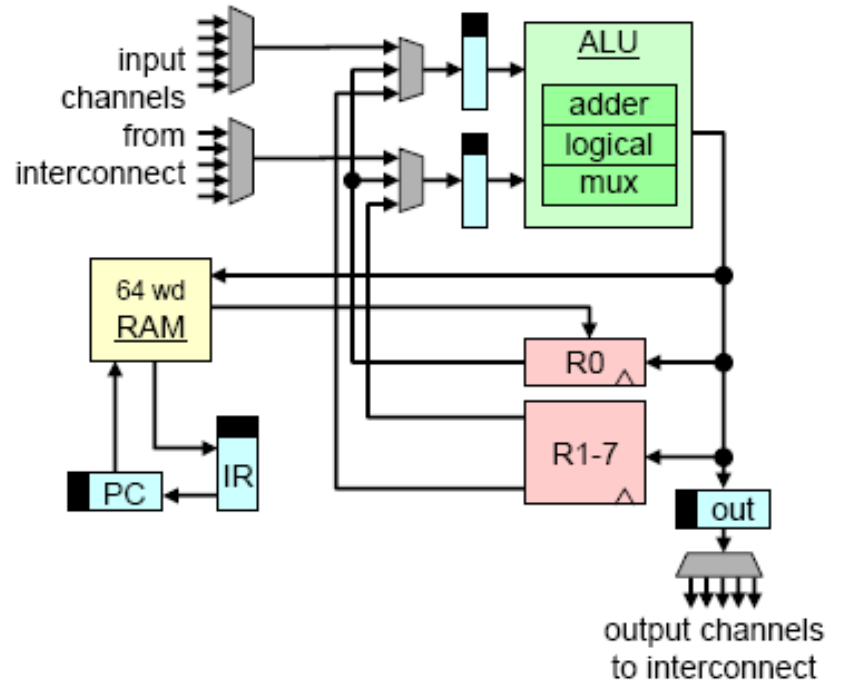 input
channels
from
interconnect
ALU
adder
logical
mux
64 wd
RAM
R0
R1-7
IR
PC
out
output channels
to interconnect